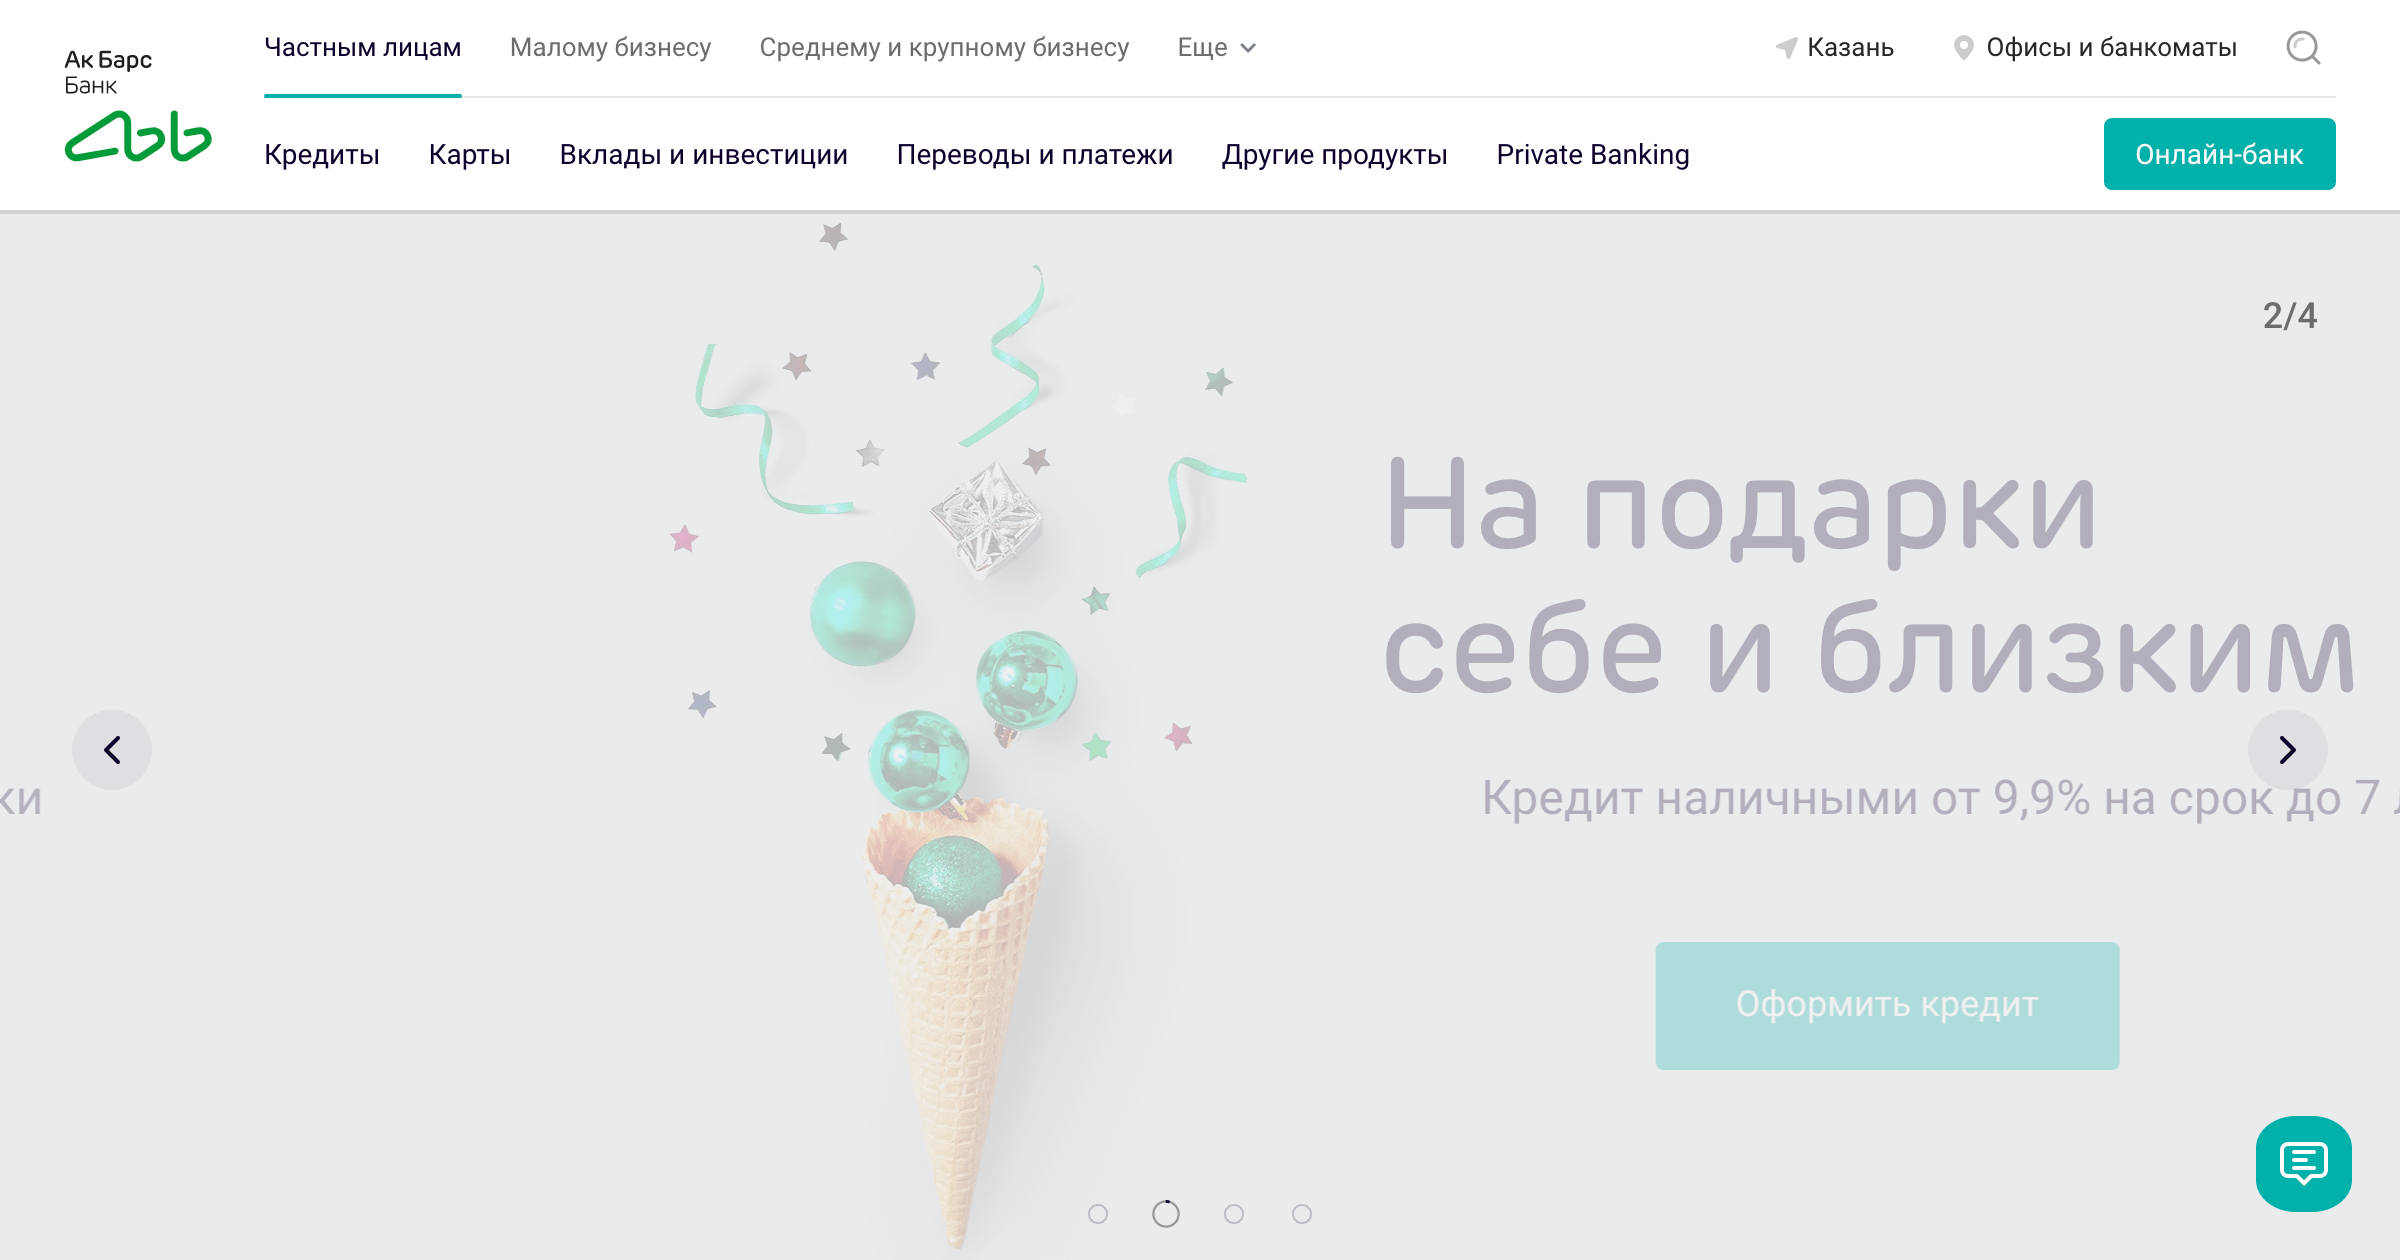 Ак Барс
Банк
Частным лицам
Малому бизнесу
Среднему и крупному бизнесу
Еще
Казань
Офисы и банкоматы
Кредиты
Карты
Вклады и инвестиции
Переводы и платежи
Другие продукты
Private Banking
Онлайн-банк
2/4
На подарки
себе и близким
ки
Кредит наличными от 9,9% на срок до 7
Оформить кредит